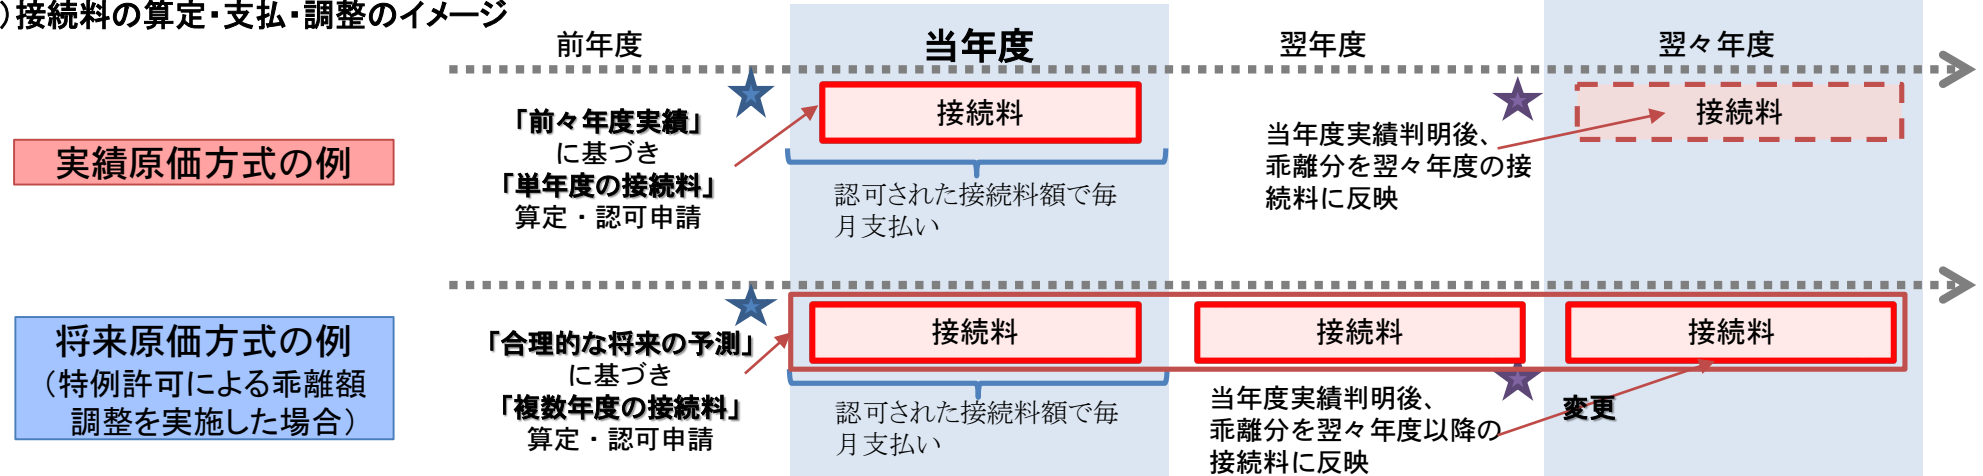 ）接続料の算定・支払・調整のイメージ
前年度
当年度
翌年度
翌々年度
実績原価方式の例
「前々年度実績」
に基づき
「単年度の接続料」
算定・認可申請
接続料
認可された接続料額で毎
月支払い
当年度実績判明後、
乖離分を翌々年度の接
続料に反映
接続料
将来原価方式の例
（特例許可による乖離額
調整を実施した場合）
「合理的な将来の予測」
に基づき
「複数年度の接続料」
算定・認可申請
接続料
接続料
接続料
認可された接続料額で毎
月支払い
当年度実績判明後、
乖離分を翌々年度以降の
接続料に反映
変更